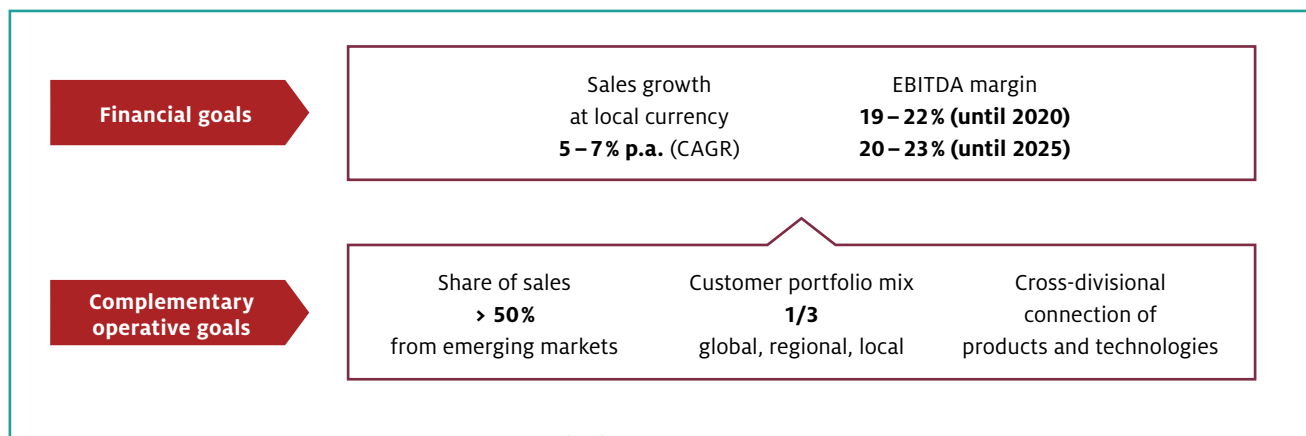 Financial goals
Sales growth
at local currency
5 – 7 % p.a. (CAGR)
EBITDA margin
19 – 22 % (until 2020)
20 – 23 % (until 2025)
Complementary
operative goals
Share of sales
> 50 %
from emerging markets
Customer portfolio mix
1/3
global, regional, local
Cross-divisional
connection of
products and technologies